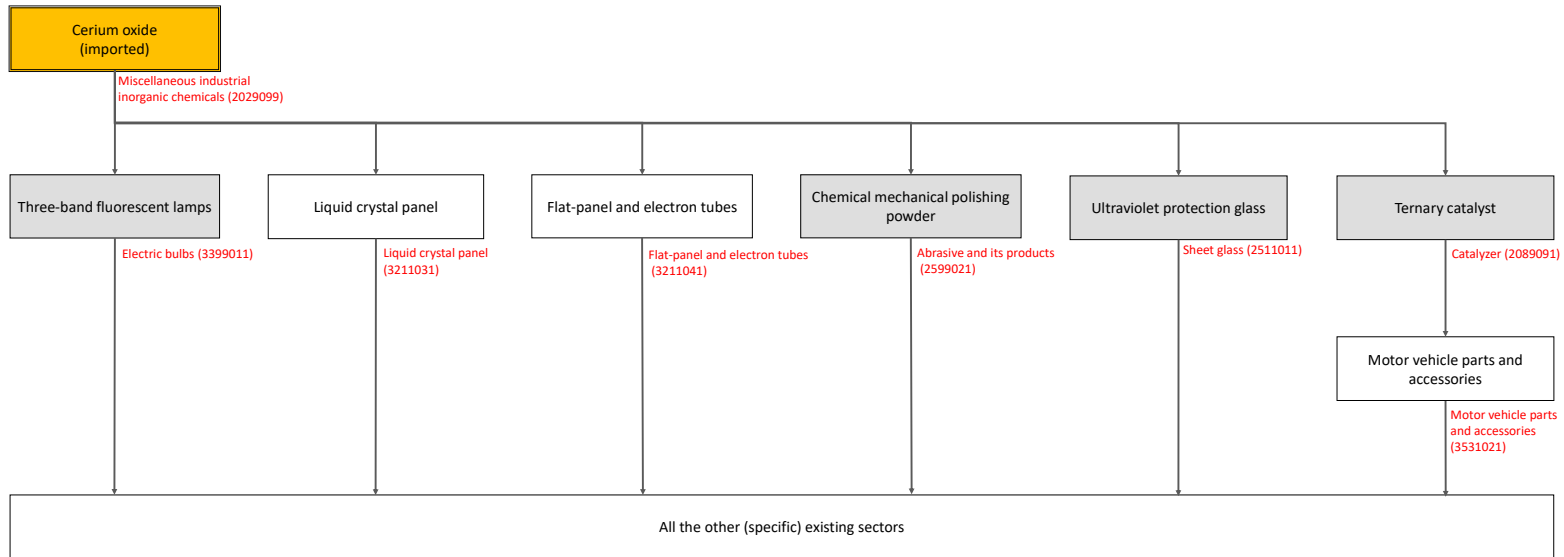 Cerium oxide
(imported)
Miscellaneous industrial
inorganic chemicals (2029099)
Three-band fluorescent lamps
Liquid crystal panel
Flat-panel and electron tubes
Chemical mechanical polishing
powder
Ultraviolet protection glass
Ternary catalyst
Electric bulbs (3399011)
Liquid crystal panel
(3211031)
Flat-panel and electron tubes
(3211041)
Abrasive and its products
(2599021)
Sheet glass (2511011)
Catalyzer (2089091)
Motor vehicle parts and
accessories
Motor vehicle parts
and accessories
(3531021)
All the other (specific) existing sectors